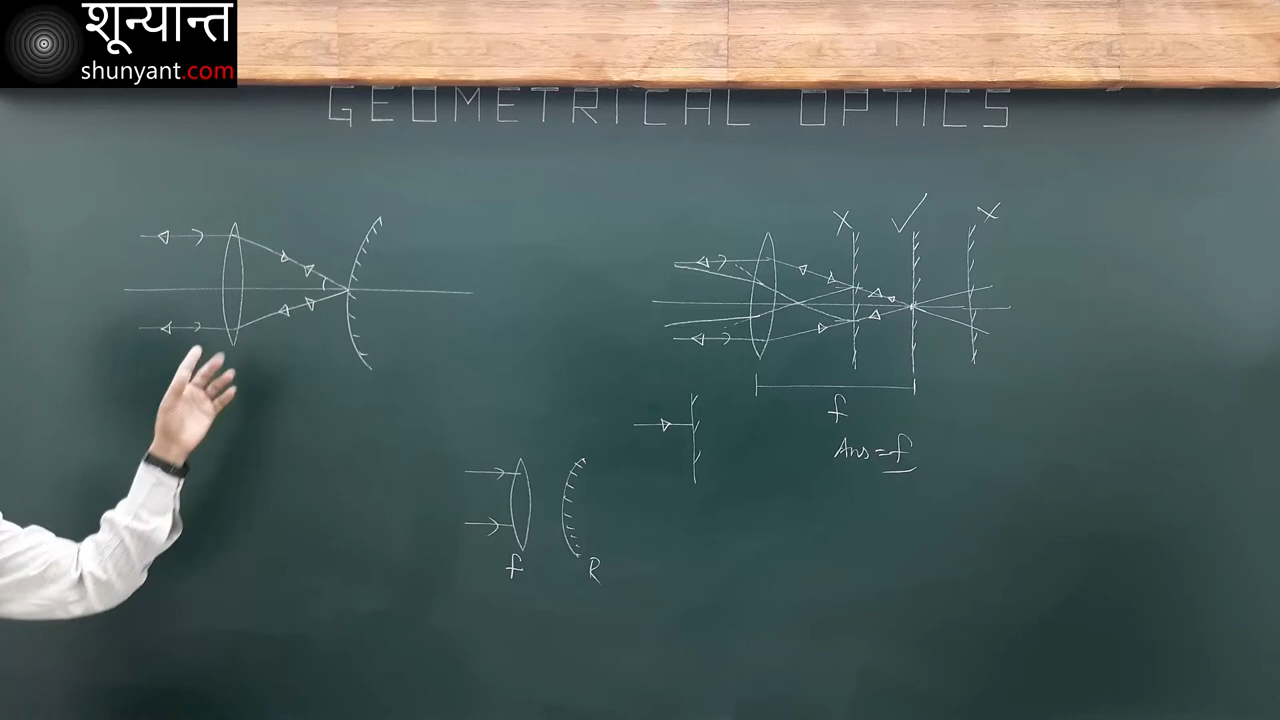 शून्यान्त
shunyant.com
GEOMETRICAL OPTICS
f
Ans = f
f
R